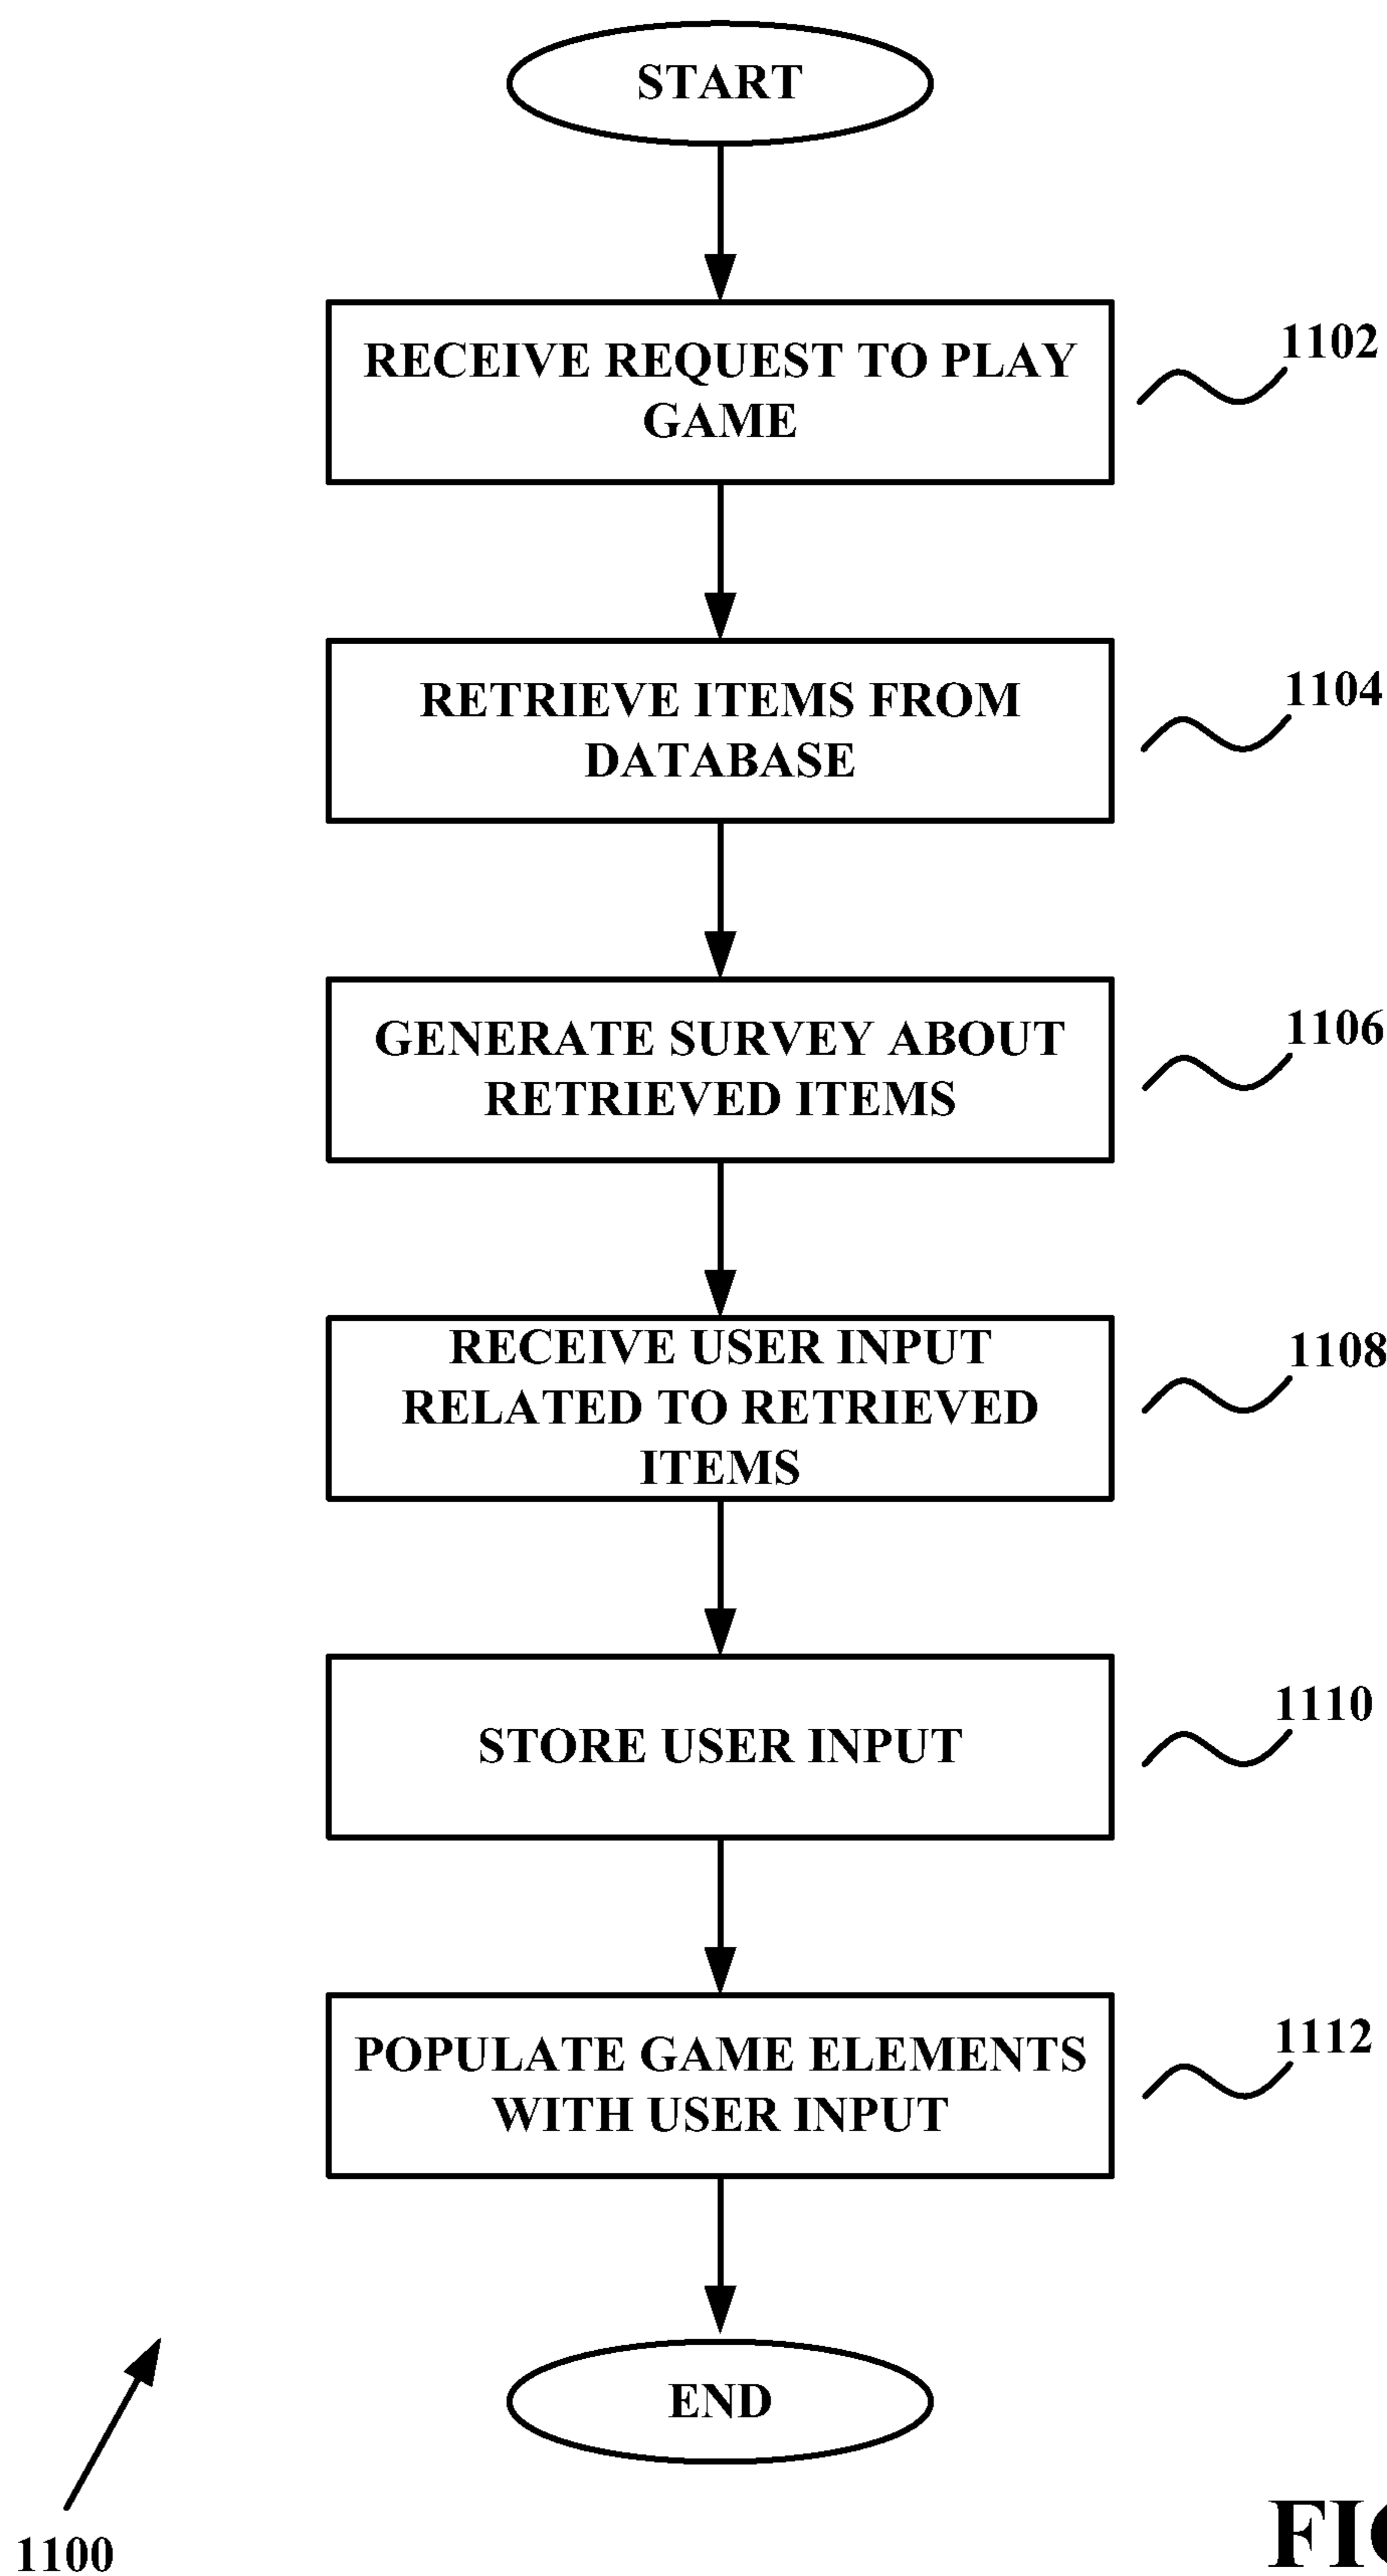 START
RECEIVE REQUEST TO PLAY
GAME
1102
RETRIEVE ITEMS FROM
DATABASE
1104
GENERATE SURVEY ABOUT
RETRIEVED ITEMS
1106
RECEIVE USER INPUT
RELATED TO RETRIEVED
ITEMS
1108
STORE USER INPUT
1110
POPULATE GAME ELEMENTS
WITH USER INPUT
1112
END
1100